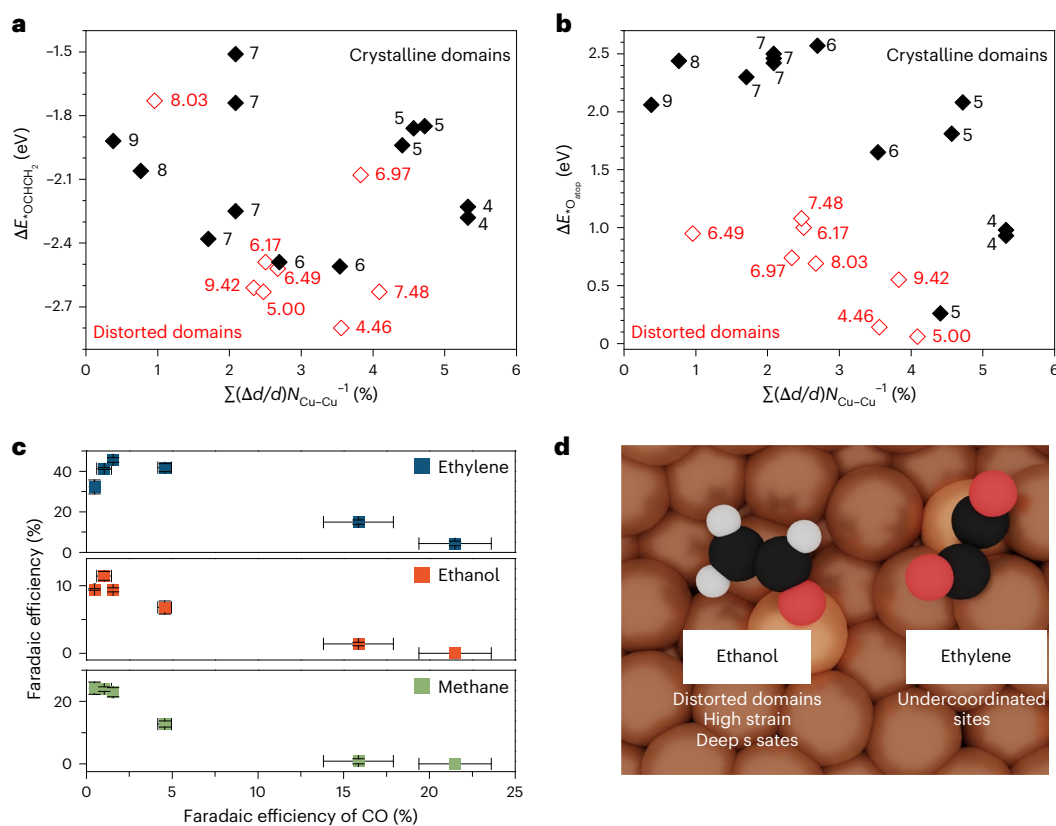 a
ΔE*OCHCH2 (eV)
−1.5
−1.8
−2.1
−2.4
−2.7
Crystalline domains
7
8.03
7
9
8
5
5
5
6.97
7
4
4
7
6.17
6
6
6.49
9.42
5.00
7.48
4.46
Distorted domains
0 1 2 3 4 5 6
∑(Δd/d)NCu–Cu−1 (%)
b
ΔE*Oatop (eV)
2.5
2.0
1.5
1.0
0.5
0
Crystalline domains
6
7
7
7
7
8
9
5
5
6
7.48
6.49
6.17
4
4
6.97
8.03
9.42
5
4.46
5.00
Distorted domains
0 1 2 3 4 5 6
∑(Δd/d)NCu–Cu−1 (%)
c
Faradaic efficiency (%)
40
20
0
Ethylene
10
0
Ethanol
20
0
Methane
0 5 10 15 20 25
Faradaic efficiency of CO (%)
d
Ethanol
Distorted domains
High strain
Deep s sates
Ethylene
Undercoordinated
sites